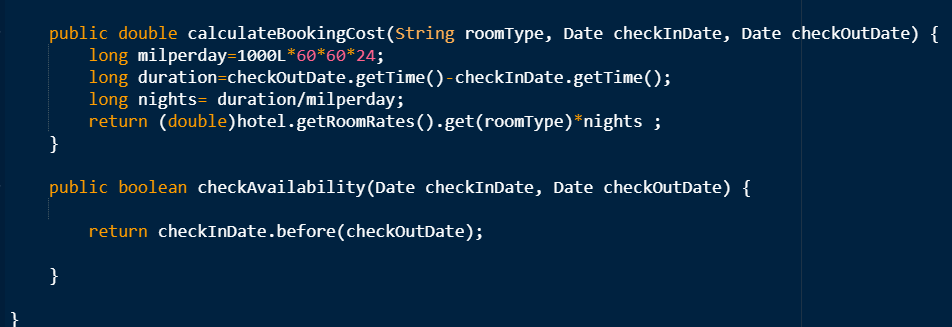 public double calculateBookingCost(String roomType, Date checkInDate, Date checkOutDate) {
long milperday=1000L*60*60*24;
long duration=checkOutDate.getTime()-checkInDate.getTime();
long nights= duration/milperday;
return (double)hotel.getRoomRates().get(roomType)*nights ;
}
public boolean checkAvailability(Date checkInDate, Date checkOutDate) {
return checkInDate.before(checkOutDate);
}
}